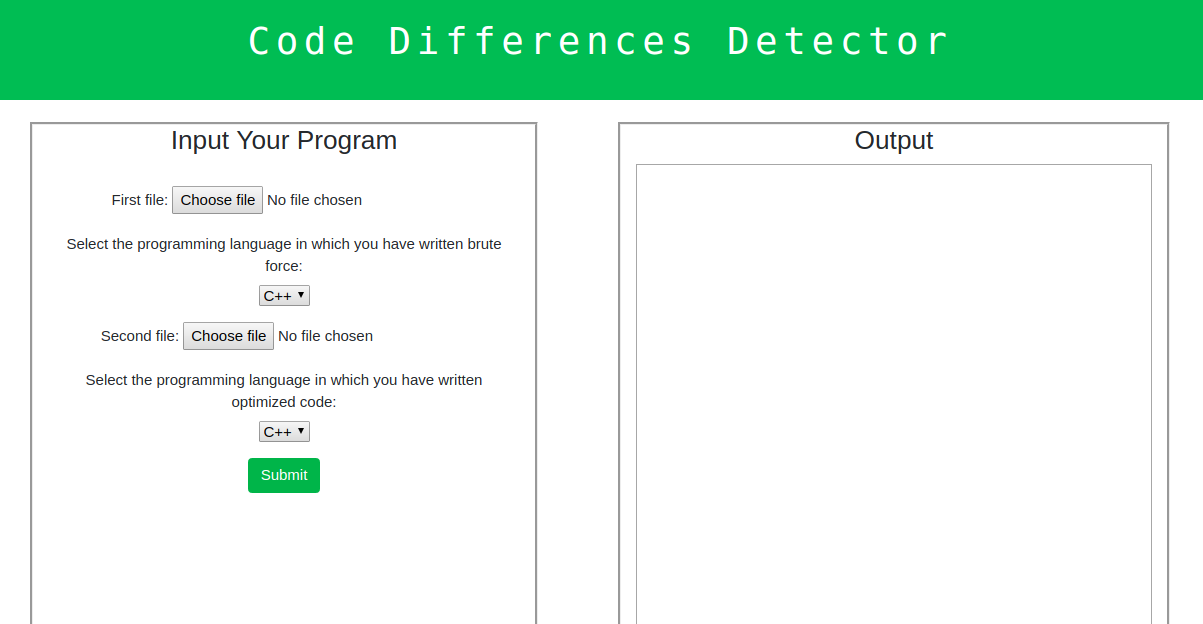 Code Differences Detector
Input Your Program
First file: Choose file No file chosen
Select the programming language in which you have written brute
force:
C++
Second file: Choose file No file chosen
Select the programming language in which you have written
optimized code:
C++
Submit
Output